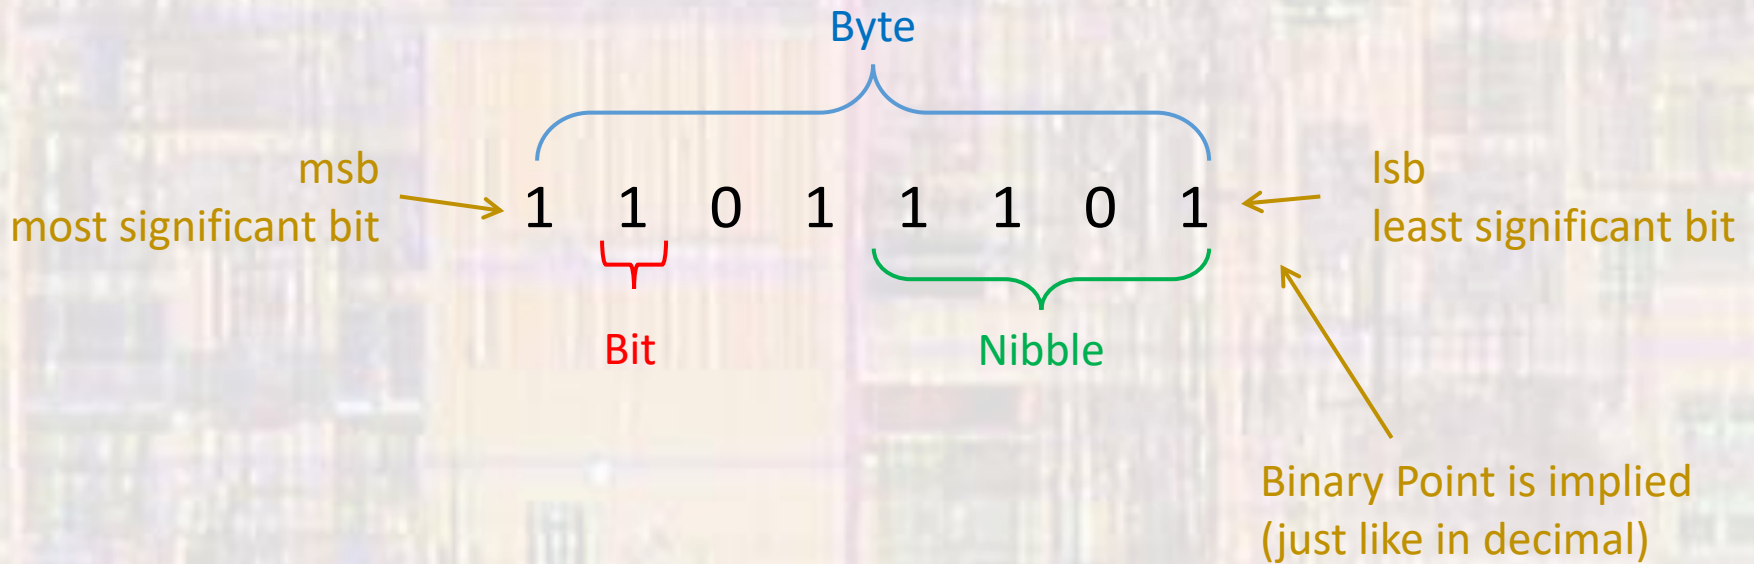 Byte
msb
most significant bit
1 1 0 1 1 1 0 1
lsb
least significant bit
Bit
Nibble
Binary Point is implied
(just like in decimal)